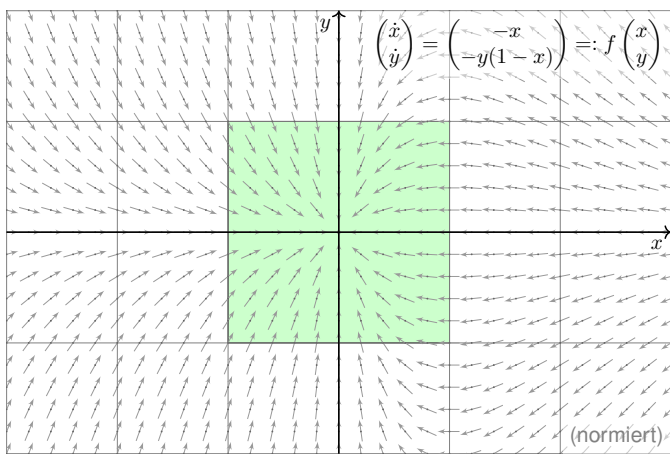 y
(ẋ ẏ) = (−x −y(1 − x)) =: f (x y)
x
(normiert)